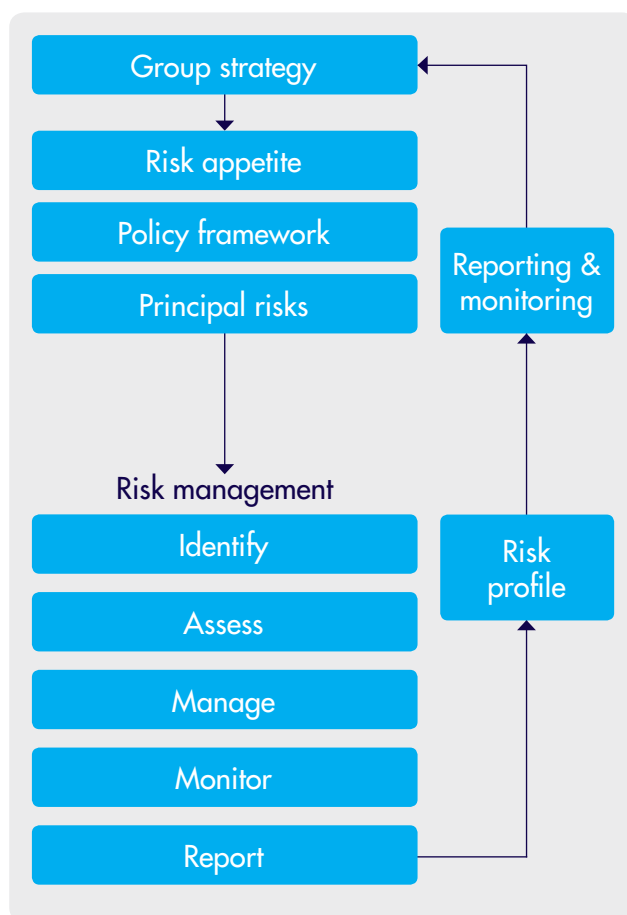 Group strategy
Risk appetite
Policy framework
Principal risks
Risk management
Identify
Assess
Manage
Monitor
Report
Risk
profile
Reporting &
monitoring